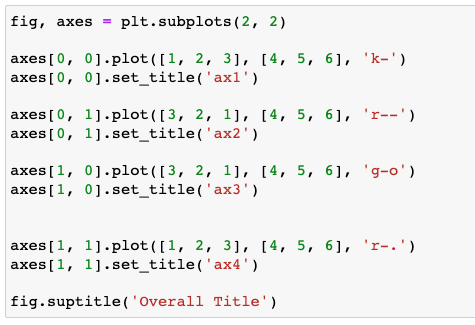 fig, axes = plt.subplots(2, 2)
axes[0, 0].plot([1, 2, 3], [4, 5, 6], 'k-')
axes[0, 0].set_title('ax1')
axes[0, 1].plot([3, 2, 1], [4, 5, 6], 'r--')
axes[0, 1].set_title('ax2')
axes[1, 0].plot([3, 2, 1], [4, 5, 6], 'g-o')
axes[1, 0].set_title('ax3')
axes[1, 1].plot([1, 2, 3], [4, 5, 6], 'r-.')
axes[1, 1].set_title('ax4')
fig.suptitle('Overall Title')